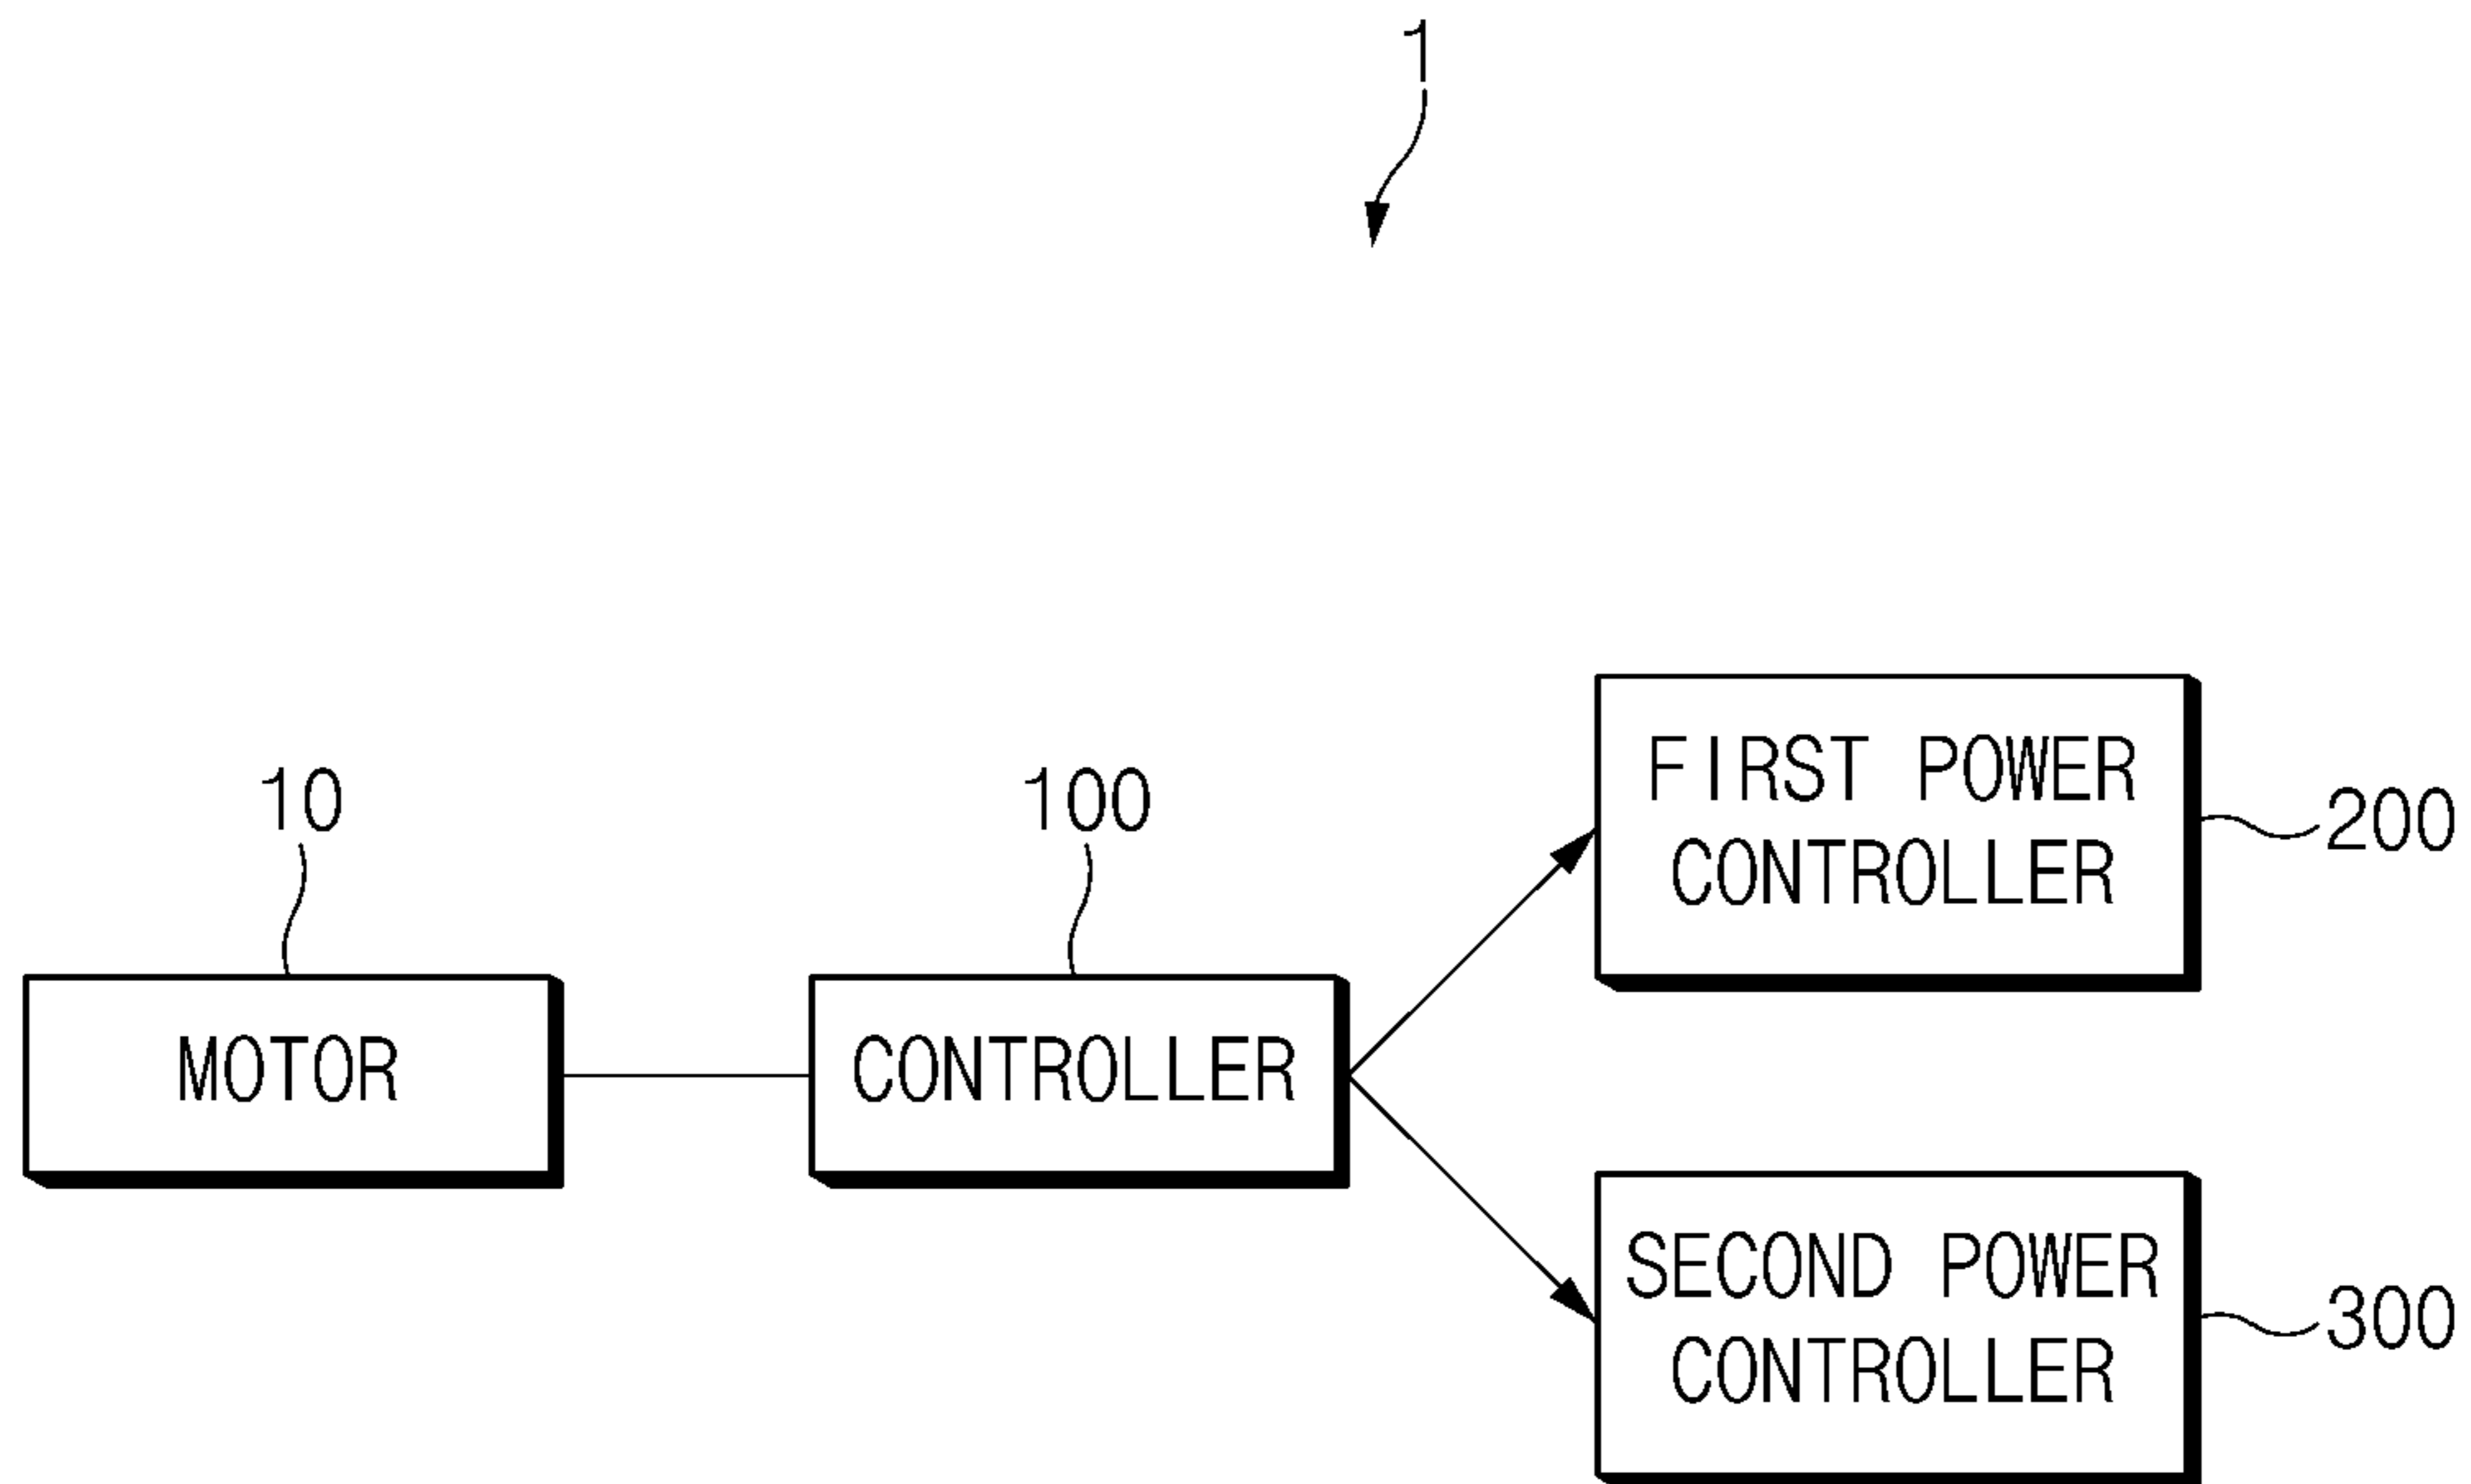 1
10
100
MOTOR
CONTROLLER
FIRST POWER
CONTROLLER
200
SECOND POWER
CONTROLLER
300